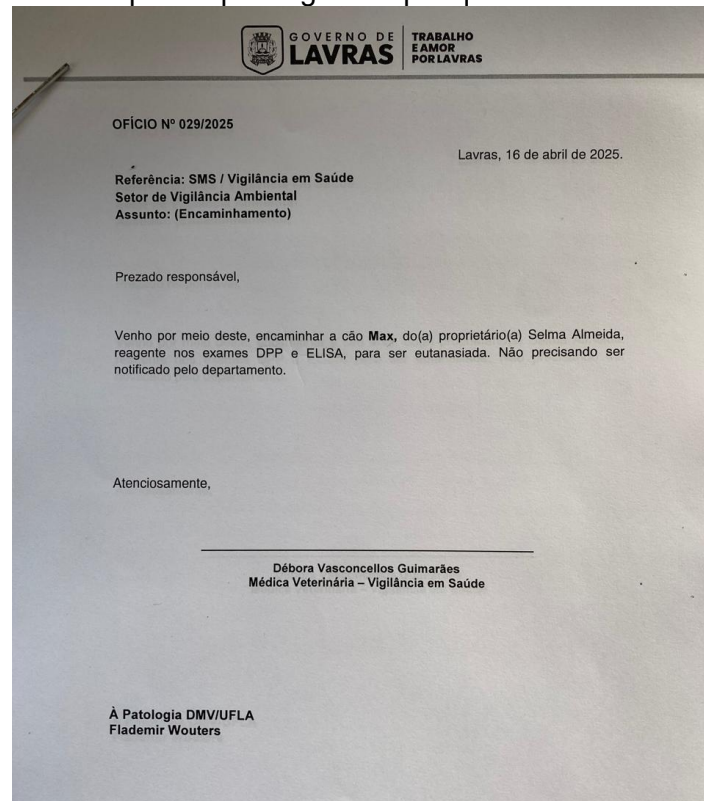 GOVERNO DE
LAVRAS
TRABALHO
E AMOR
POR LAVRAS
OFÍCIO Nº 029/2025
Lavras, 16 de abril de 2025.
Referência: SMS / Vigilância em Saúde
Setor de Vigilância Ambiental
Assunto: (Encaminhamento)
Prezado responsável,
Venho por meio deste, encaminhar a cão Max, do(a) proprietário(a) Selma Almeida,
reagente nos exames DPP e ELISA, para ser eutanasiada. Não precisando ser
notificado pelo departamento.
Atenciosamente,
Débora Vasconcellos Guimarães
Médica Veterinária – Vigilância em Saúde
À Patologia DMV/UFLA
Flademir Wouters